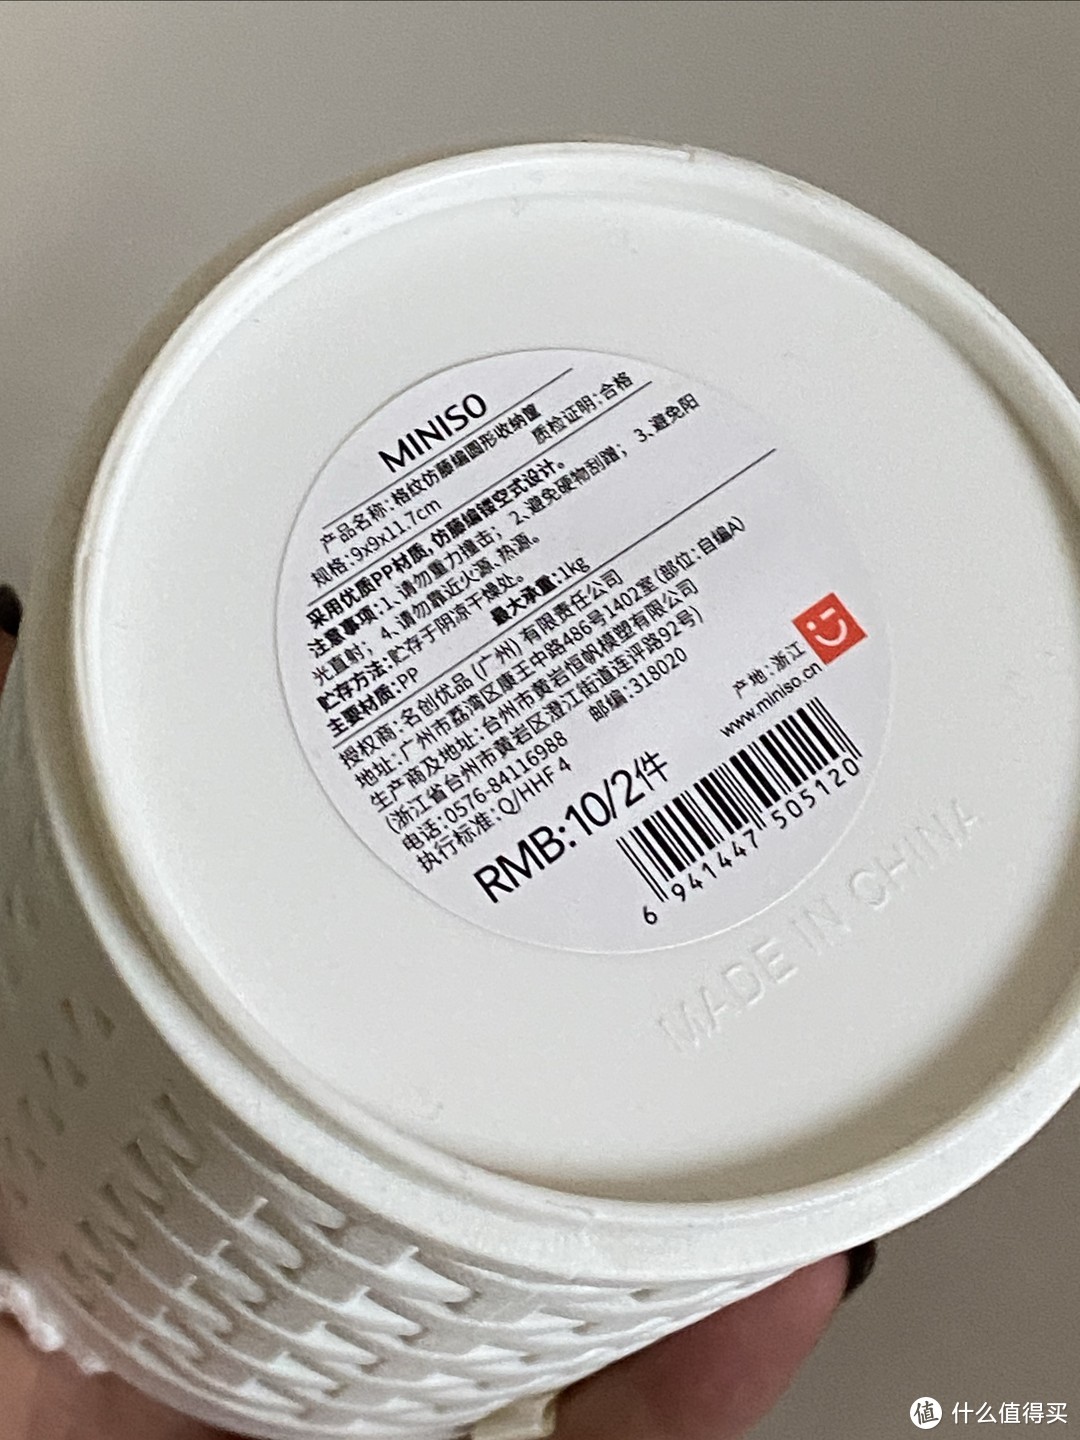 MINISO
产品名称:格纹仿藤编圆形收纳筐
规格:9x9x11.7cm 质检证明:合格
采用优质PP材质,仿藤编镂空式设计。
注意事项:1、请勿重力撞击; 2、避免硬物刮蹭; 3、避免阳
光直射; 4、请勿靠近火源、热源。
贮存方法:贮存于阴凉干燥处。
主要材质:PP 最大承重:1kg
授权商:名创优品(广州)有限责任公司
地址:广州市荔湾区康王中路486号1402室(部位:自编A)
生产商及地址:台州市黄岩恒帆模塑有限公司
(浙江省台州市黄岩区澄江街道连评路92号)
电话:0576-84116988 邮编:318020
执行标准:Q/HHF 4
产地:浙江
www.miniso.cn
RMB:10/2件
6 941447 505120
MADE IN CHINA
值 什么值得买